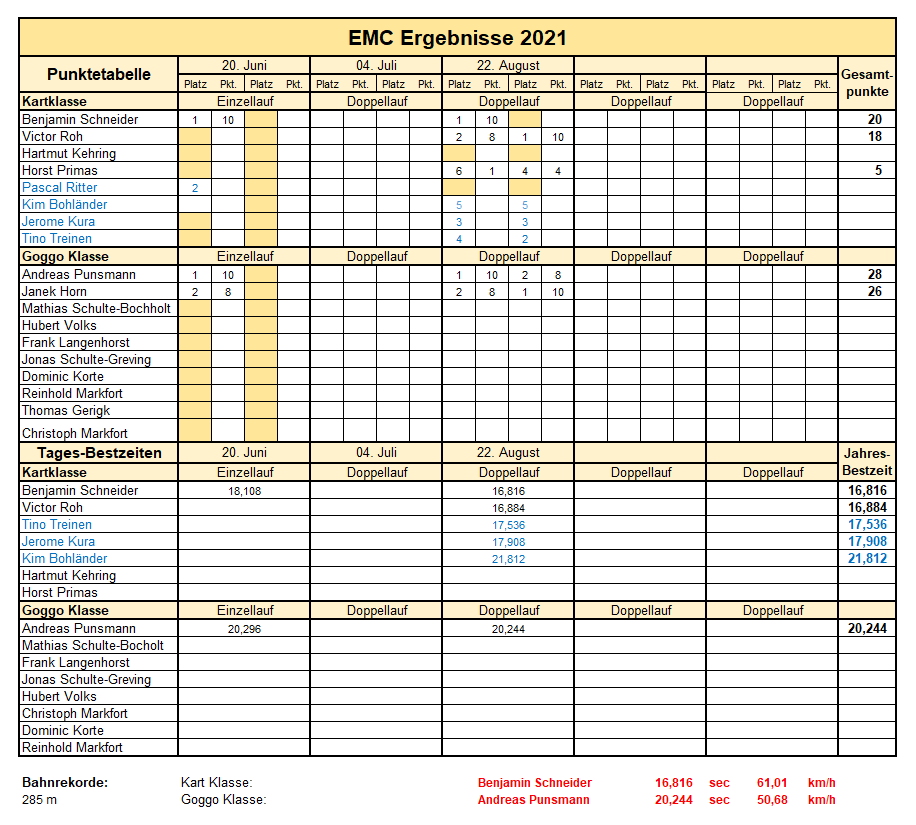 EMC Ergebnisse 2021
Punktetabelle 20. Juni 04. Juli 22. August Gesamt-punkte
Platz Pkt. Platz Pkt. Platz Pkt. Platz Pkt. Platz Pkt. Platz Pkt. Platz Pkt. Platz Pkt. Platz Pkt. Platz Pkt.
Kartklasse Einzellauf Doppellauf Doppellauf Doppellauf Doppellauf
Benjamin Schneider 1 10 1 10 20
Victor Roh 2 8 1 10 18
Hartmut Kehring
Horst Primas 6 1 4 4 5
Pascal Ritter 2
Kim Bohländer 5 5
Jerome Kura 3 3
Tino Treinen 4 2
Goggo Klasse Einzellauf Doppellauf Doppellauf Doppellauf Doppellauf
Andreas Punsmann 1 10 1 10 2 8 28
Janek Horn 2 8 2 8 1 10 26
Mathias Schulte-Bochholt
Hubert Volks
Frank Langenhorst
Jonas Schulte-Greving
Dominic Korte
Reinhold Markfort
Thomas Gerigk
Christoph Markfort
Tages-Bestzeiten 20. Juni 04. Juli 22. August Jahres-Bestzeit
Kartklasse Einzellauf Doppellauf Doppellauf Doppellauf Doppellauf
Benjamin Schneider 18,108 16,816 16,816
Victor Roh 16,884 16,884
Tino Treinen 17,536 17,536
Jerome Kura 17,908 17,908
Kim Bohländer 21,812 21,812
Hartmut Kehring
Horst Primas
Goggo Klasse Einzellauf Doppellauf Doppellauf Doppellauf Doppellauf
Andreas Punsmann 20,296 20,244 20,244
Mathias Schulte-Bocholt
Frank Langenhorst
Jonas Schulte-Greving
Hubert Volks
Christoph Markfort
Dominic Korte
Reinhold Markfort
Bahnrekorde: Kart Klasse: Benjamin Schneider 16,816 sec 61,01 km/h
285 m Goggo Klasse: Andreas Punsmann 20,244 sec 50,68 km/h